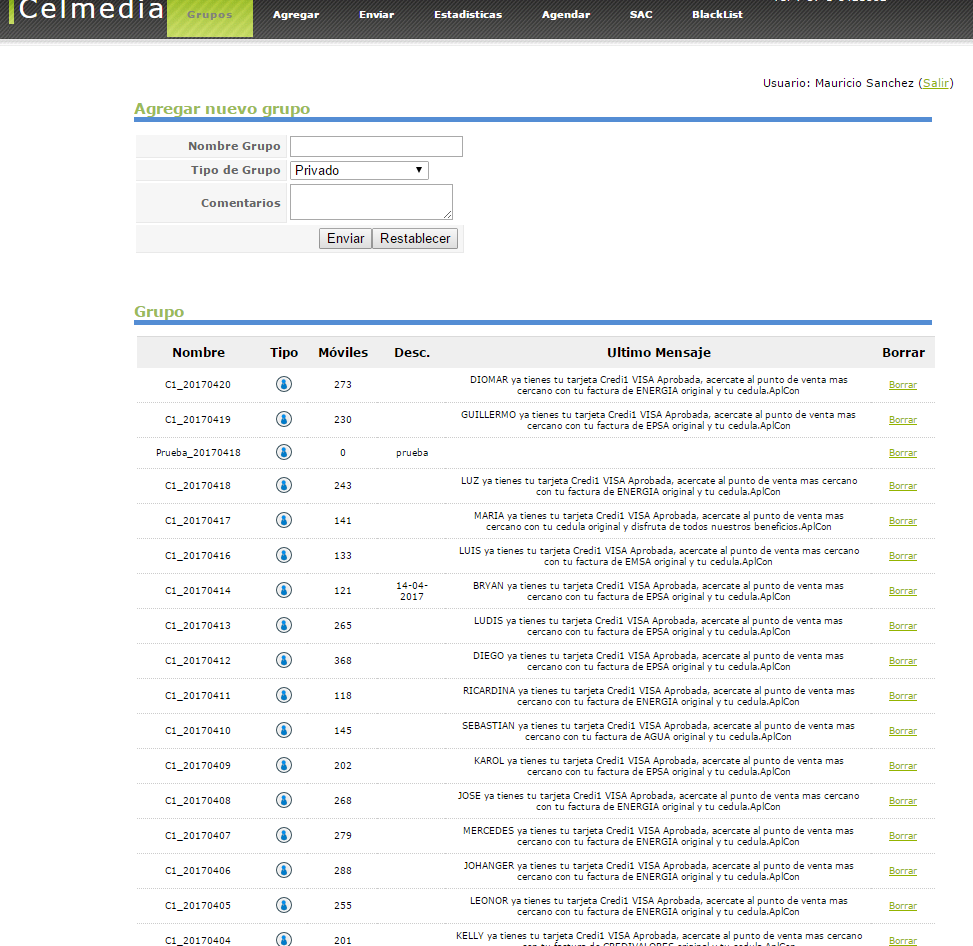 Celmedia
Grupos Agregar Enviar Estadisticas Agendar SAC BlackList
Usuario: Mauricio Sanchez (Salir)
Agregar nuevo grupo
Nombre Grupo
Tipo de Grupo Privado
Comentarios
Enviar Restablecer
Grupo
Nombre Tipo Móviles Desc. Ultimo Mensaje Borrar
C1_20170420 273 DIOMAR ya tienes tu tarjeta Credi1 VISA Aprobada, acercate al punto de venta mas
cercano con tu factura de ENERGIA original y tu cedula.AplCon Borrar
C1_20170419 230 GUILLERMO ya tienes tu tarjeta Credi1 VISA Aprobada, acercate al punto de venta mas
cercano con tu factura de EPSA original y tu cedula.AplCon Borrar
Prueba_20170418 0 prueba Borrar
C1_20170418 243 LUZ ya tienes tu tarjeta Credi1 VISA Aprobada, acercate al punto de venta mas cercano
con tu factura de ENERGIA original y tu cedula.AplCon Borrar
C1_20170417 141 MARIA ya tienes tu tarjeta Credi1 VISA Aprobada, acercate al punto de venta mas
cercano con tu cedula original y disfruta de todos nuestros beneficios.AplCon Borrar
C1_20170416 133 LUIS ya tienes tu tarjeta Credi1 VISA Aprobada, acercate al punto de venta mas cercano
con tu factura de EMSA original y tu cedula.AplCon Borrar
C1_20170414 121 14-04-
2017 BRYAN ya tienes tu tarjeta Credi1 VISA Aprobada, acercate al punto de venta mas
cercano con tu factura de EPSA original y tu cedula.AplCon Borrar
C1_20170413 265 LUDIS ya tienes tu tarjeta Credi1 VISA Aprobada, acercate al punto de venta mas
cercano con tu factura de EPSA original y tu cedula.AplCon Borrar
C1_20170412 368 DIEGO ya tienes tu tarjeta Credi1 VISA Aprobada, acercate al punto de venta mas
cercano con tu factura de EPSA original y tu cedula.AplCon Borrar
C1_20170411 118 RICARDINA ya tienes tu tarjeta Credi1 VISA Aprobada, acercate al punto de venta mas
cercano con tu factura de ENERGIA original y tu cedula.AplCon Borrar
C1_20170410 145 SEBASTIAN ya tienes tu tarjeta Credi1 VISA Aprobada, acercate al punto de venta mas
cercano con tu factura de AGUA original y tu cedula.AplCon Borrar
C1_20170409 202 KAROL ya tienes tu tarjeta Credi1 VISA Aprobada, acercate al punto de venta mas
cercano con tu factura de EPSA original y tu cedula.AplCon Borrar
C1_20170408 268 JOSE ya tienes tu tarjeta Credi1 VISA Aprobada, acercate al punto de venta mas cercano
con tu factura de ENERGIA original y tu cedula.AplCon Borrar
C1_20170407 279 MERCEDES ya tienes tu tarjeta Credi1 VISA Aprobada, acercate al punto de venta mas
cercano con tu factura de ENERGIA original y tu cedula.AplCon Borrar
C1_20170406 288 JOHANGER ya tienes tu tarjeta Credi1 VISA Aprobada, acercate al punto de venta mas
cercano con tu factura de ENERGIA original y tu cedula.AplCon Borrar
C1_20170405 255 LEONOR ya tienes tu tarjeta Credi1 VISA Aprobada, acercate al punto de venta mas
cercano con tu factura de ENERGIA original y tu cedula.AplCon Borrar
C1_20170404 201 KELLY ya tienes tu tarjeta Credi1 VISA Aprobada, acercate al punto de venta mas cercano
con tu factura de CREDIVALORES original y tu cedula.AplCon Borrar